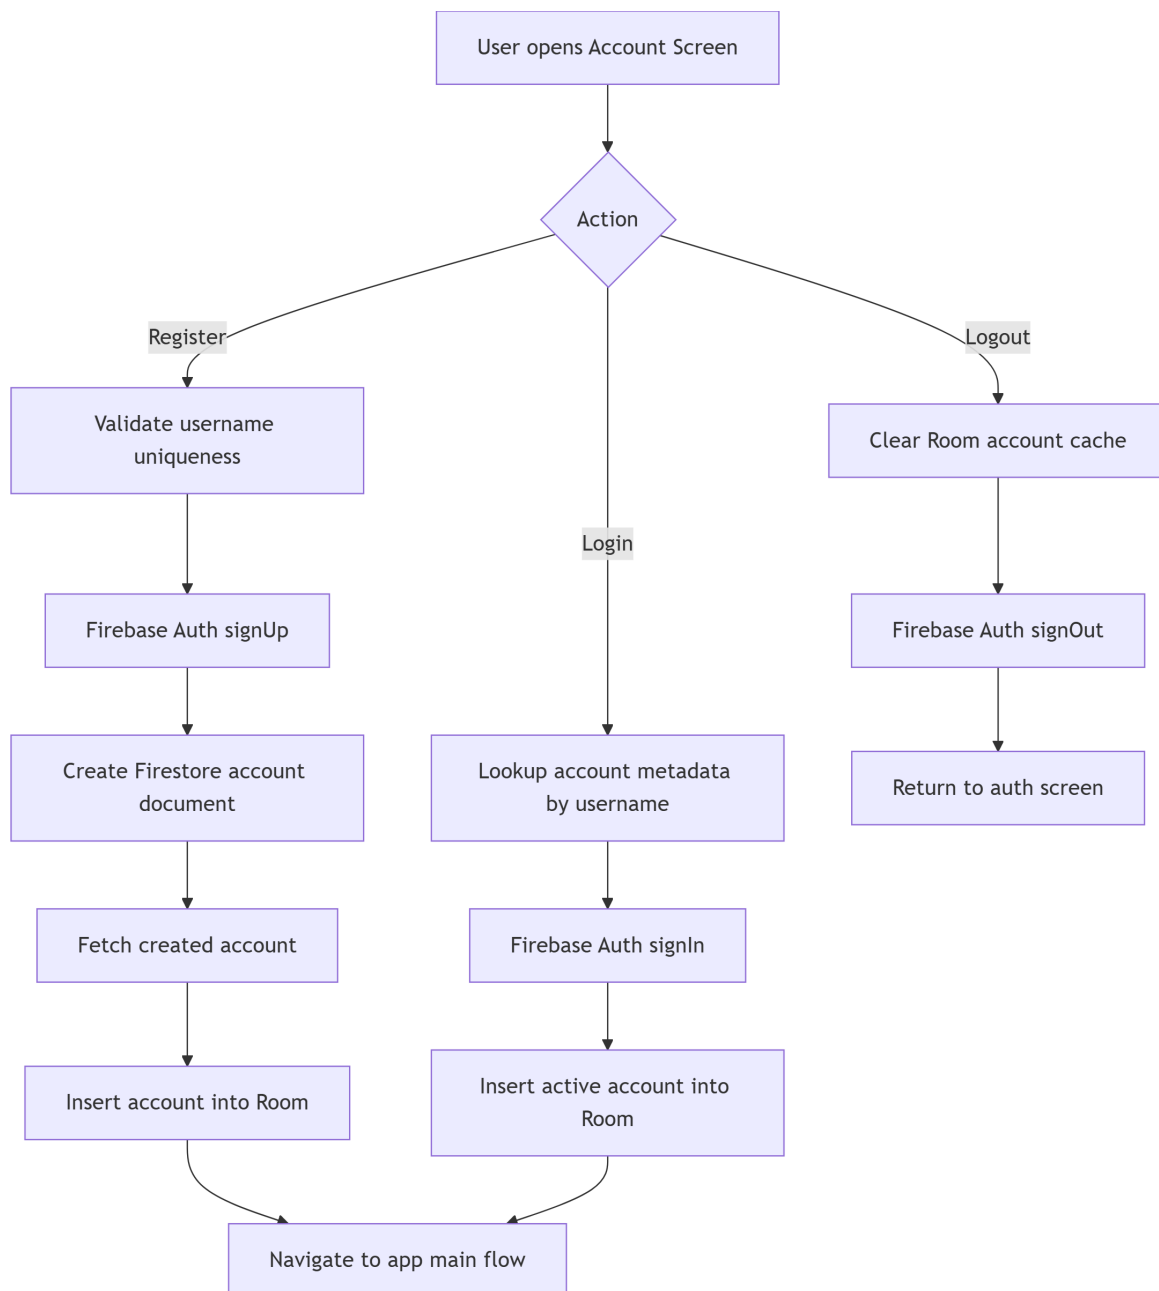 User opens Account Screen
Action
Register
Logout
Validate username
uniqueness
Clear Room account cache
Login
Firebase Auth signUp
Firebase Auth signOut
Create Firestore account
document
Lookup account metadata
by username
Return to auth screen
Fetch created account
Firebase Auth signIn
Insert account into Room
Insert active account into
Room
Navigate to app main flow